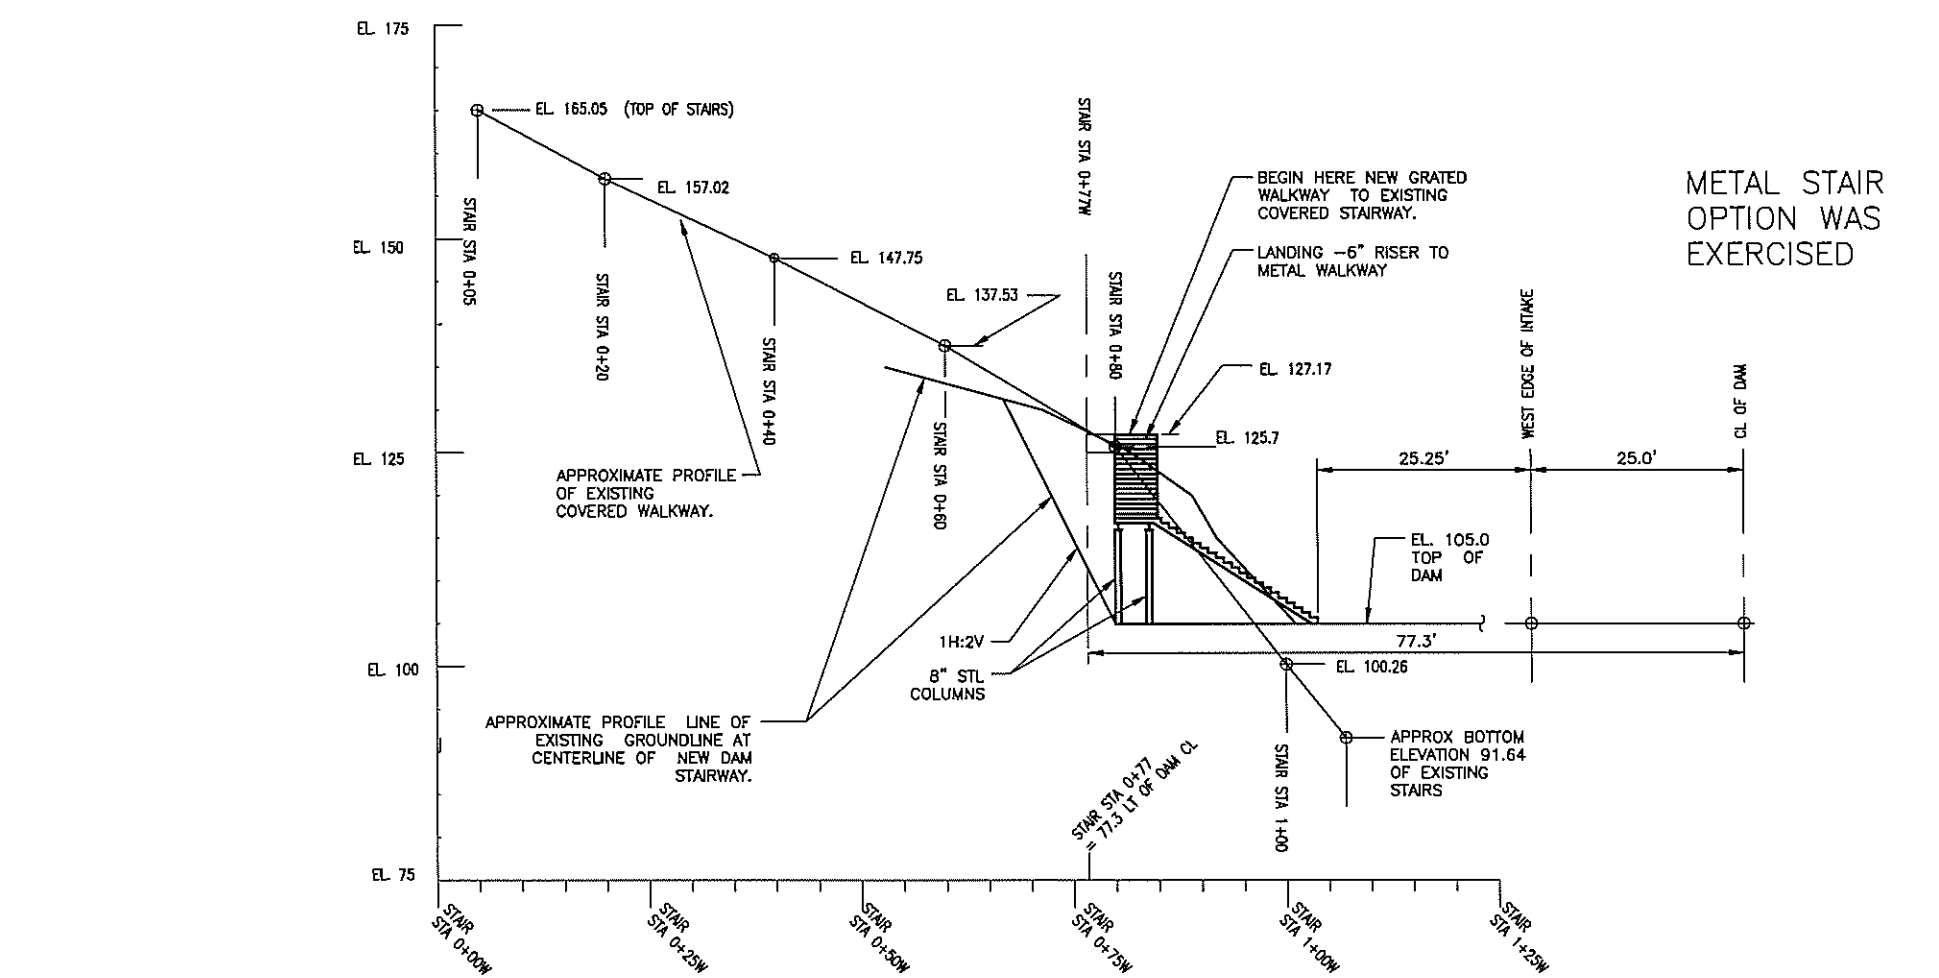 EL. 175
EL. 165.05 (TOP OF STAIRS)
STAIR STA 0+05
EL. 157.02
STAIR STA 0+20
EL. 150
EL. 147.75
STAIR STA 0+40
EL. 137.53
STAIR STA 0+60
STAIR STA 0+77W
STAIR STA 0+80
BEGIN HERE NEW GRATED
WALKWAY TO EXISTING
COVERED STAIRWAY.
LANDING -6" RISER TO
METAL WALKWAY
METAL STAIR
OPTION WAS
EXERCISED
EL. 127.17
EL. 125.7
WEST EDGE OF INTAKE
CL OF DAM
EL. 125
25.25'
25.0'
APPROXIMATE PROFILE
OF EXISTING
COVERED WALKWAY.
EL. 105.0
TOP OF
DAM
1H:2V
77.3'
EL. 100
8" STL
COLUMNS
EL. 100.26
APPROXIMATE PROFILE LINE OF
EXISTING GROUNDLINE AT
CENTERLINE OF NEW DAM
STAIRWAY.
APPROX BOTTOM
ELEVATION 91.64
OF EXISTING
STAIRS
STAIR STA 1+00
STAIR STA 0+77
=
77.3 LT OF DAM CL
EL. 75
STAIR
STA 0+00W
STAIR
STA 0+25W
STAIR
STA 0+50W
STAIR
STA 0+75W
STAIR
STA 1+00W
STAIR
STA 1+25W